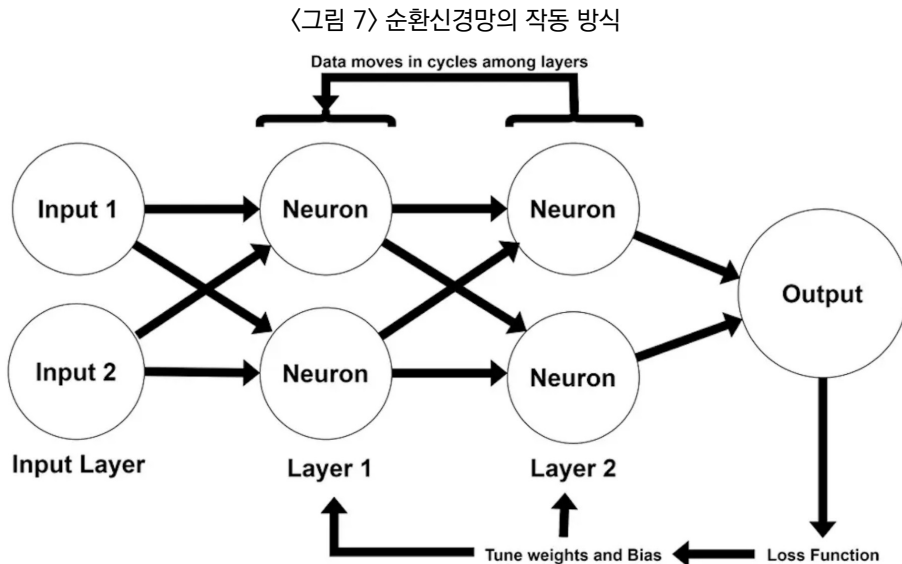 〈그림 7〉 순환신경망의 작동 방식
Data moves in cycles among layers
Input 1
Neuron
Neuron
Output
Input 2
Neuron
Neuron
Input Layer
Layer 1
Layer 2
Tune weights and Bias
Loss Function